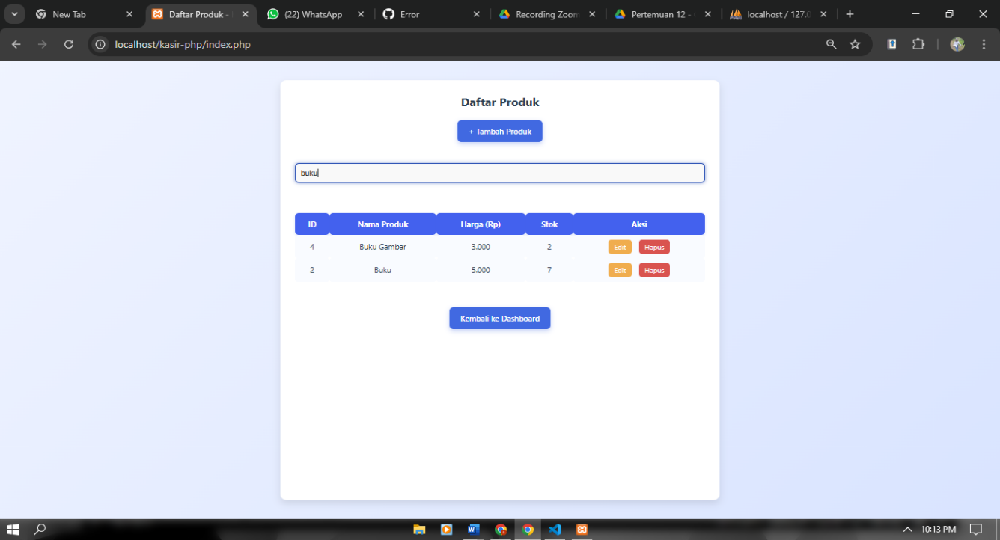 New Tab
Daftar Produk -
(22) WhatsApp
Error
Recording Zoom
Pertemuan 12 -
localhost / 127.0
localhost/kasir-php/index.php
Daftar Produk
+ Tambah Produk
buku
ID Nama Produk Harga (Rp) Stok Aksi
4 Buku Gambar 3.000 2 Edit Hapus
2 Buku 5.000 7 Edit Hapus
Kembali ke Dashboard
10:13 PM